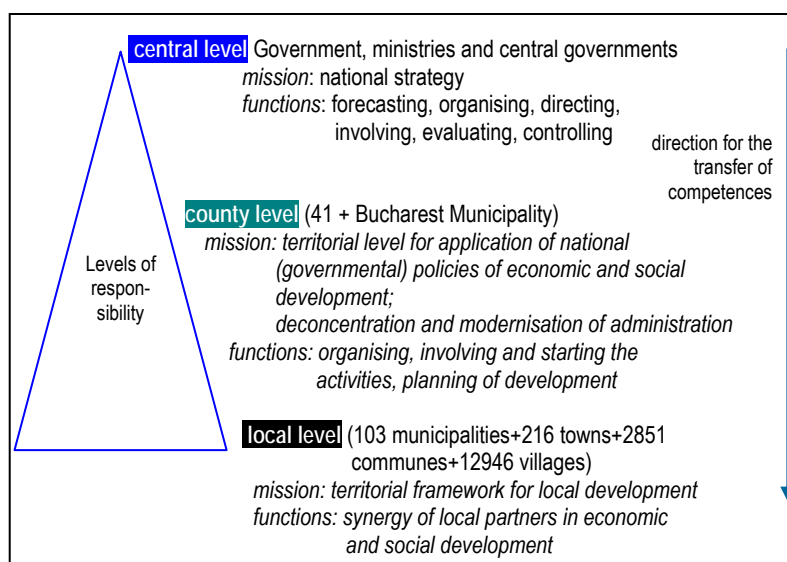 central level Government, ministries and central governments
mission: national strategy
functions: forecasting, organising, directing,
involving, evaluating, controlling
direction for the
transfer of
competences
county level (41 + Bucharest Municipality)
mission: territorial level for application of national
(governmental) policies of economic and social
development;
deconcentration and modernisation of administration
functions: organising, involving and starting the
activities, planning of development
Levels of
respon-
sibility
local level (103 municipalities+216 towns+2851
communes+12946 villages)
mission: territorial framework for local development
functions: synergy of local partners in economic
and social development